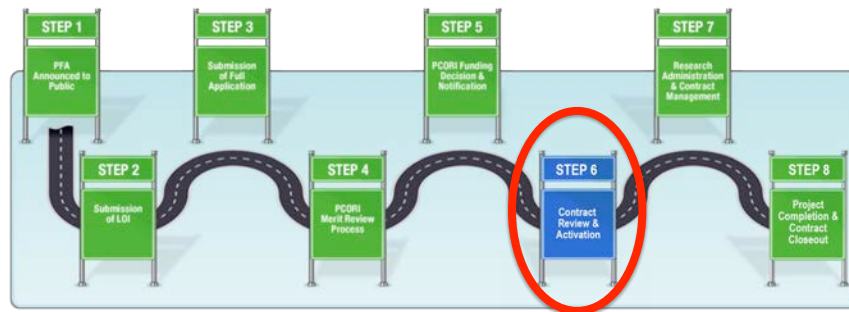 STEP 1
PFA
Announced to
Public
STEP 2
Submission
of LOI
STEP 3
Submission
of Full
Application
STEP 4
PCORI
Merit Review
Process
STEP 5
PCORI Funding
Decision &
Notification
STEP 6
Contract
Review &
Activation
STEP 7
Research
Administration
& Contract
Management
STEP 8
Project
Completion &
Contract
Closeout